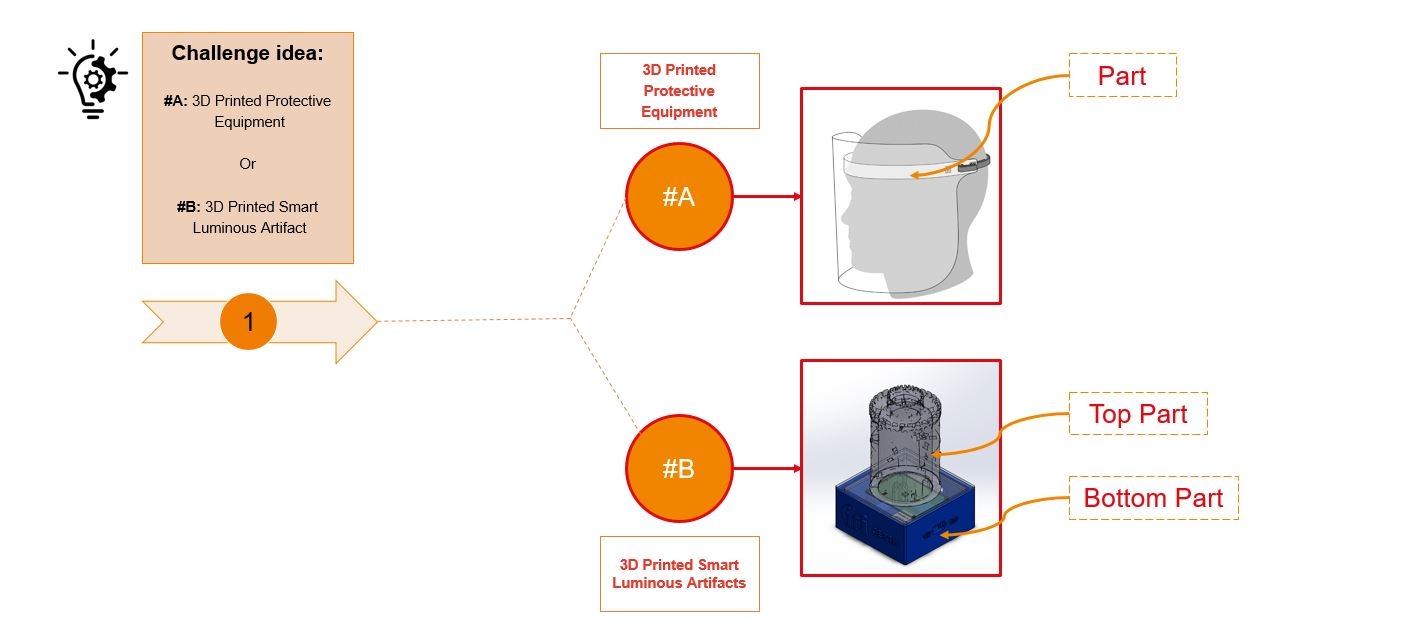 Challenge idea:
#A: 3D Printed Protective
Equipment
Or
#B: 3D Printed Smart
Luminous Artifact
1
3D Printed
Protective
Equipment
#A
Part
#B
3D Printed Smart
Luminous Artifacts
Top Part
Bottom Part